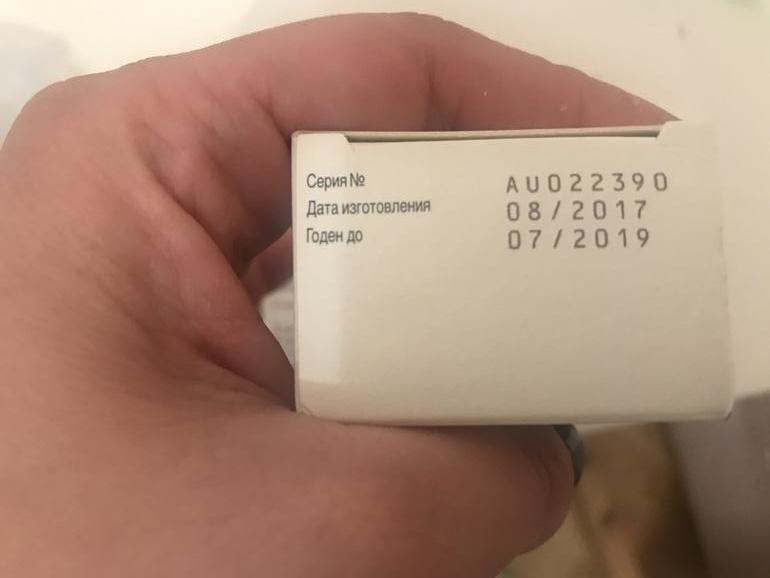 Серия № AU022390
Дата изготовления 08/2017
Годен до 07/2019